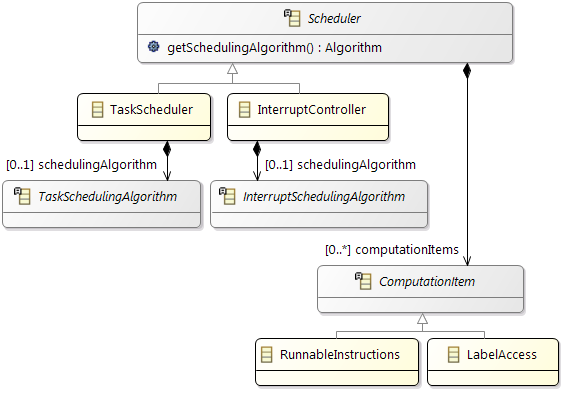 Scheduler
getSchedulingAlgorithm() : Algorithm
TaskScheduler
InterruptController
[0..1] schedulingAlgorithm
[0..1] schedulingAlgorithm
TaskSchedulingAlgorithm
InterruptSchedulingAlgorithm
[0..*] computationItems
ComputationItem
RunnableInstructions
LabelAccess